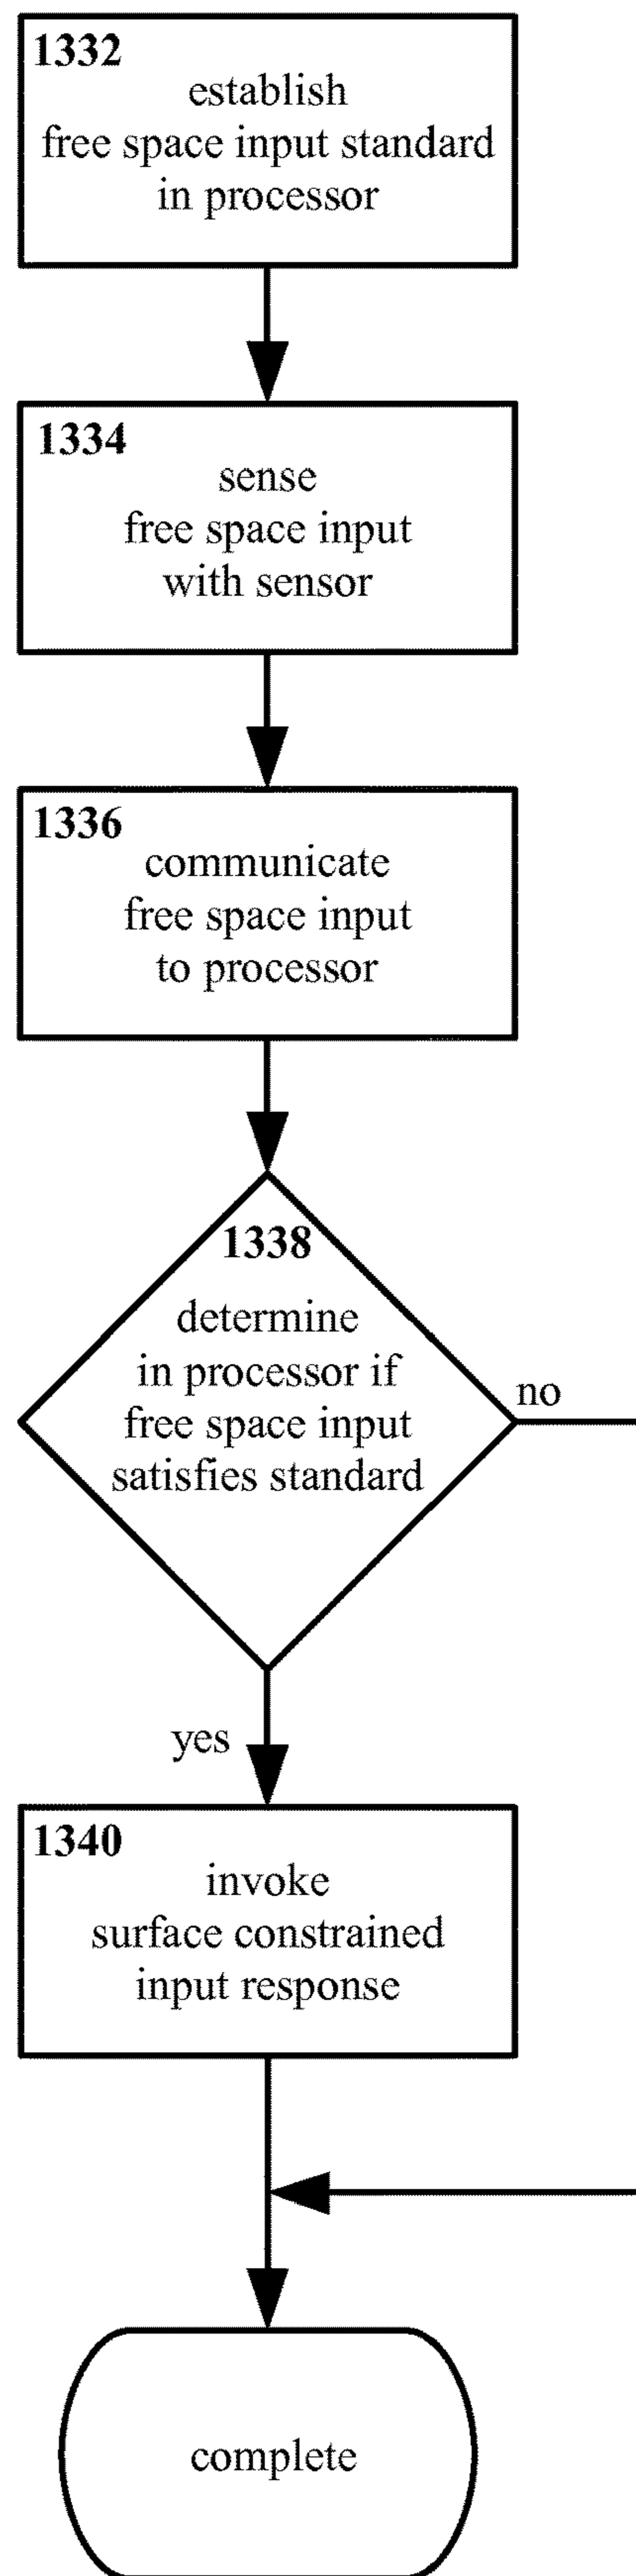 1332
establish
free space input standard
in processor
1334
sense
free space input
with sensor
1336
communicate
free space input
to processor
1338
determine
in processor if
free space input
satisfies standard
no
yes
1340
invoke
surface constrained
input response
complete